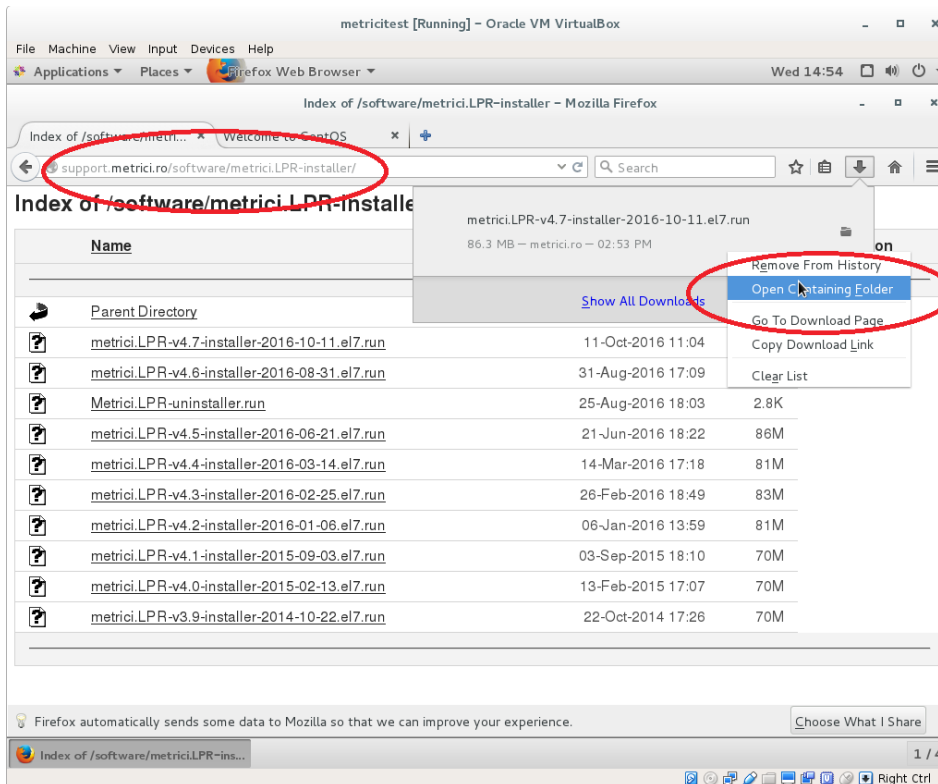 metricitest [Running] – Oracle VM VirtualBox
File Machine View Input Devices Help
Applications Places Firefox Web Browser Wed 14:54
Index of /software/metrici.LPR-installer – Mozilla Firefox
Index of /software/metri... Welcome to CentOS
support.metrici.ro/software/metrici.LPR-installer/ Search
Index of /software/metrici.LPR-installe
metrici.LPR-v4.7-installer-2016-10-11.el7.run
86.3 MB — metrici.ro — 02:53 PM
Name on
Remove From History
Open Containing Folder
Show All Downloads
Go To Download Page
Copy Download Link
Clear List
Parent Directory
metrici.LPR-v4.7-installer-2016-10-11.el7.run 11-Oct-2016 11:04
metrici.LPR-v4.6-installer-2016-08-31.el7.run 31-Aug-2016 17:09
Metrici.LPR-uninstaller.run 25-Aug-2016 18:03 2.8K
metrici.LPR-v4.5-installer-2016-06-21.el7.run 21-Jun-2016 18:22 86M
metrici.LPR-v4.4-installer-2016-03-14.el7.run 14-Mar-2016 17:18 81M
metrici.LPR-v4.3-installer-2016-02-25.el7.run 26-Feb-2016 18:49 83M
metrici.LPR-v4.2-installer-2016-01-06.el7.run 06-Jan-2016 13:59 81M
metrici.LPR-v4.1-installer-2015-09-03.el7.run 03-Sep-2015 18:10 70M
metrici.LPR-v4.0-installer-2015-02-13.el7.run 13-Feb-2015 17:07 70M
metrici.LPR-v3.9-installer-2014-10-22.el7.run 22-Oct-2014 17:26 70M
Firefox automatically sends some data to Mozilla so that we can improve your experience. Choose What I Share
Index of /software/metrici.LPR-ins... 1 / 4
Right Ctrl